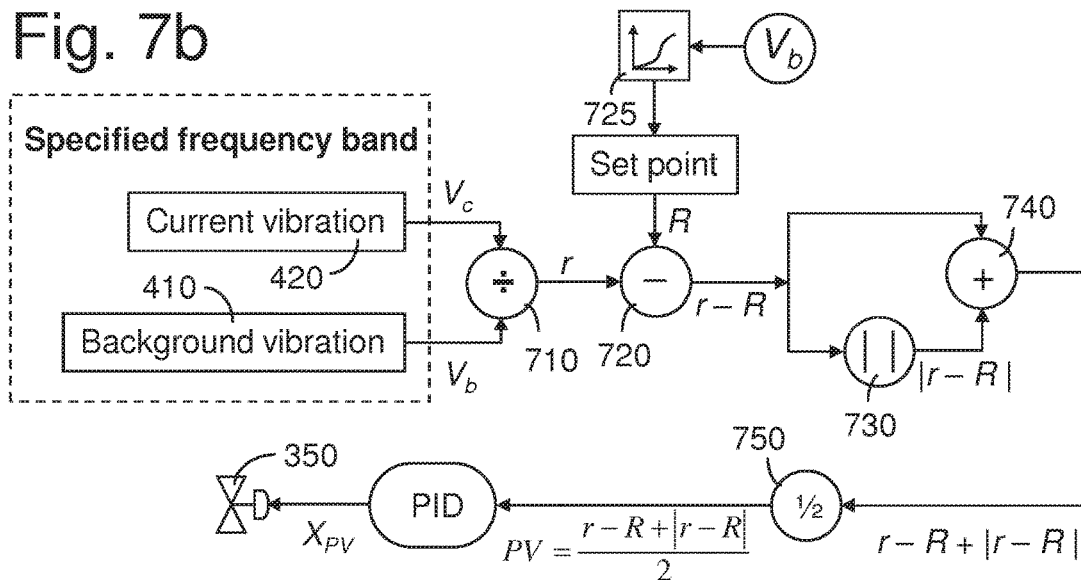 Fig. 7b
V_b
725
Specified frequency band
Set point
Current vibration
V_c
420
R
740
410
÷
r
−
r − R
+
Background vibration
710
720
| |
|r − R|
V_b
730
350
750
PID
½
X_PV
PV = (r − R + |r − R|)/2
r − R + |r − R|